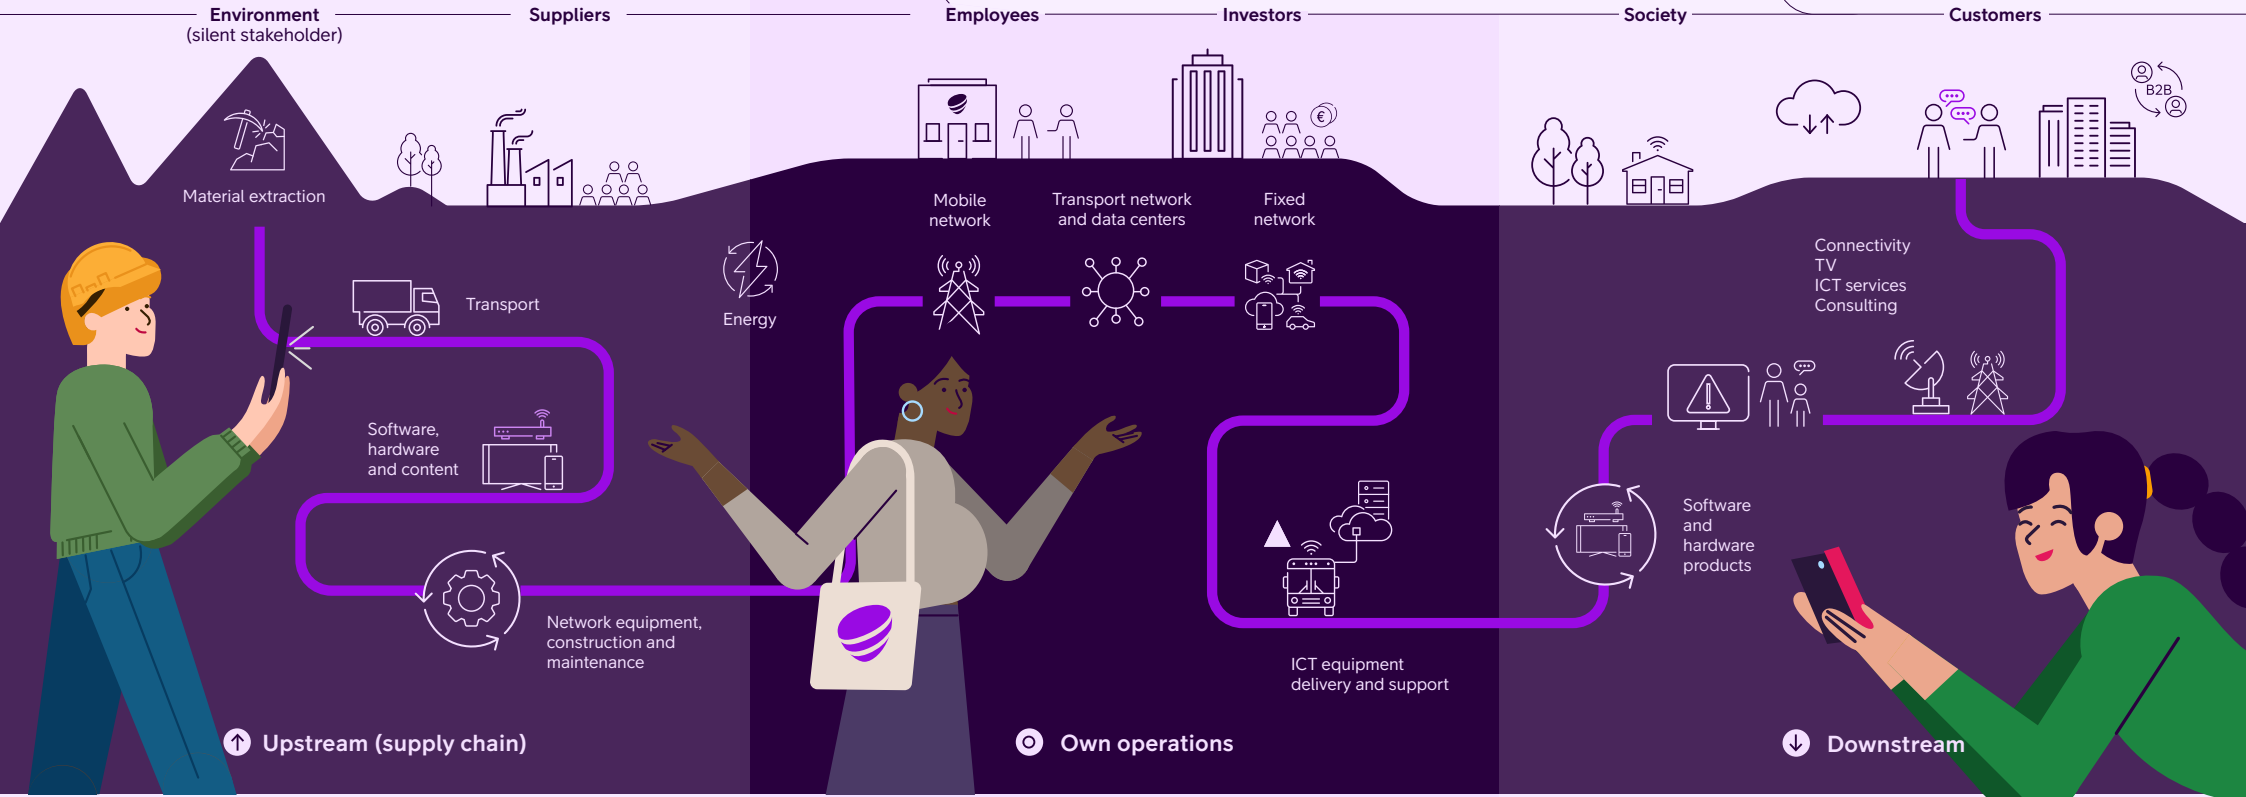 Environment
(silent stakeholder)
Suppliers
Employees
Investors
Society
Customers
B2B
€
Material extraction
Transport
Software,
hardware
and content
Network equipment,
construction and
maintenance
Energy
Mobile
network
Transport network
and data centers
Fixed
network
ICT equipment
delivery and support
Connectivity
TV
ICT services
Consulting
Software
and
hardware
products
Upstream (supply chain)
Own operations
Downstream